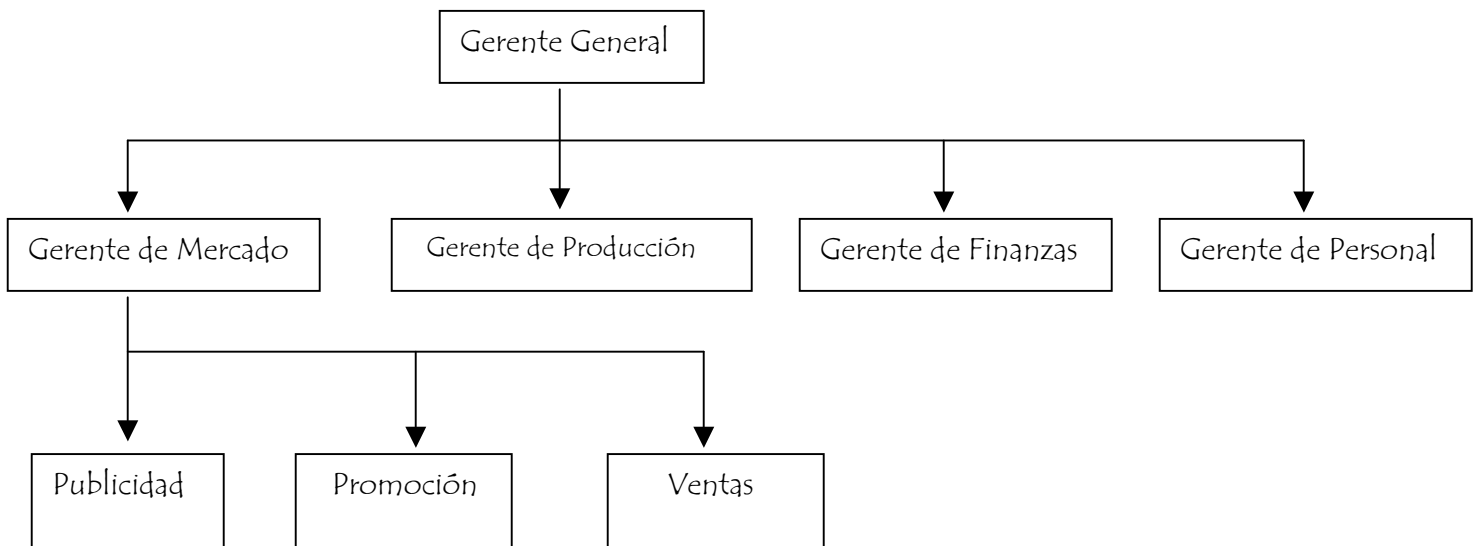 Gerente General
Gerente de Mercado
Gerente de Producción
Gerente de Finanzas
Gerente de Personal
Publicidad
Promoción
Ventas